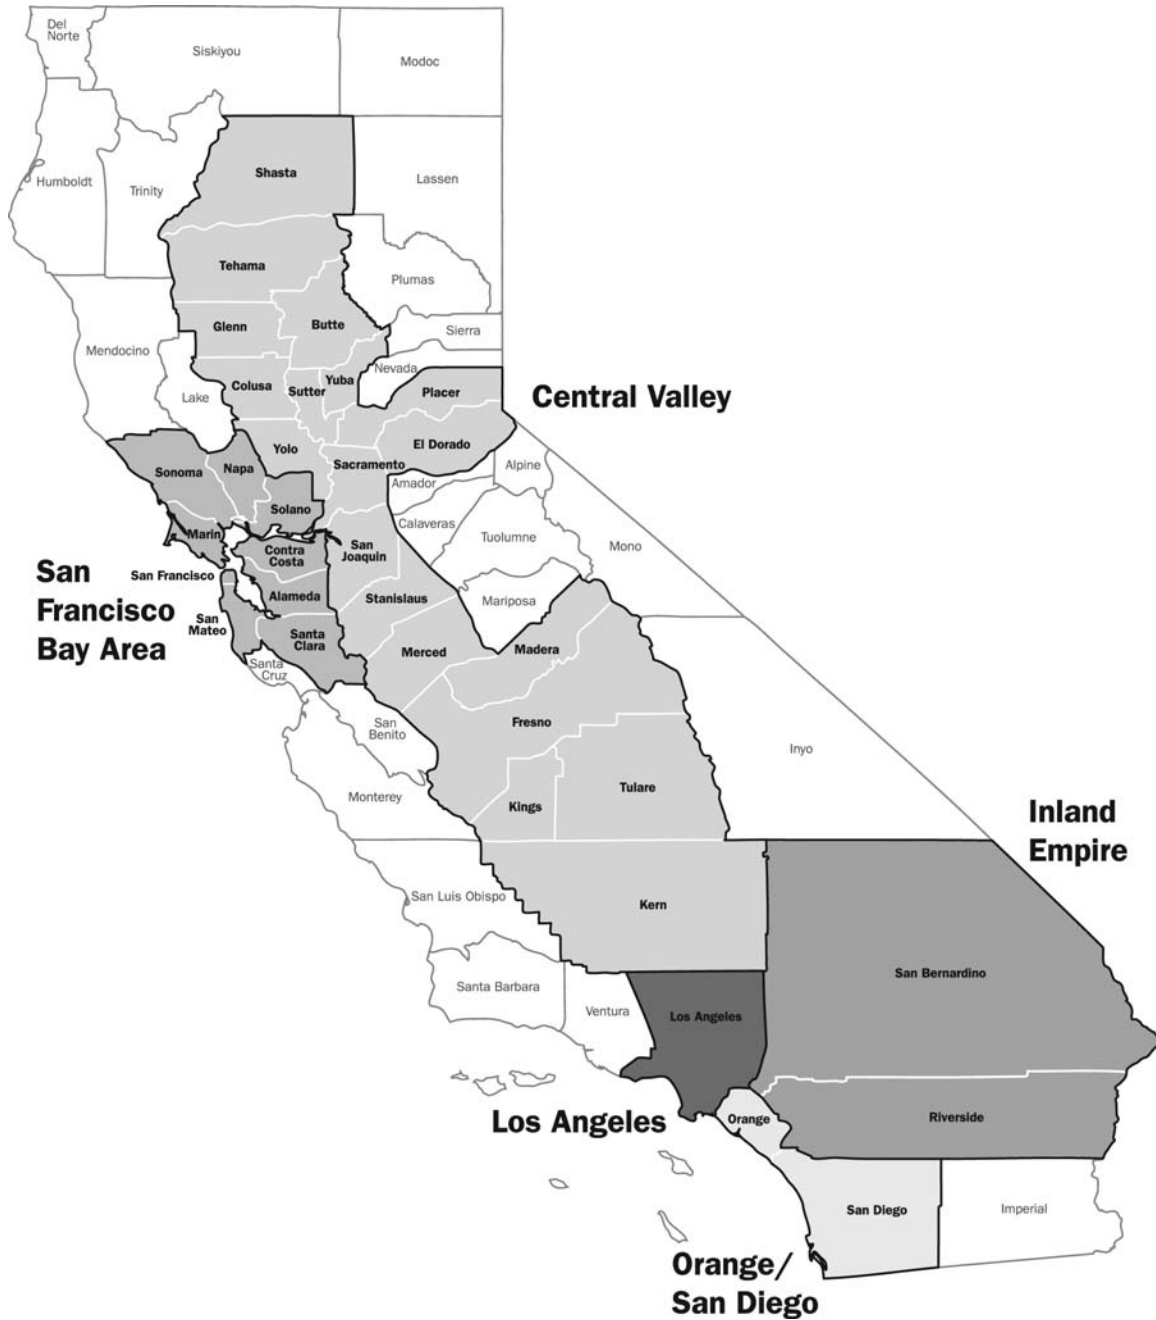 Del
Norte
Siskiyou
Modoc
Shasta
Lassen
Humboldt
Trinity
Tehama
Plumas
Glenn
Butte
Sierra
Mendocino
Nevada
Colusa
Sutter
Yuba
Placer
Lake
Central Valley
El Dorado
Yolo
Sonoma
Napa
Sacramento
Alpine
Amador
Solano
Calaveras
Marin
Tuolumne
Mono
Contra
Costa
San
Joaquin
San
Francisco
Bay Area
San Francisco
Alameda
Stanislaus
Mariposa
San
Mateo
Santa
Clara
Merced
Madera
Santa
Cruz
San
Benito
Fresno
Inyo
Monterey
Kings
Tulare
Inland
Empire
San Luis Obispo
Kern
San Bernardino
Santa Barbara
Ventura
Los Angeles
Los Angeles
Orange
Riverside
San Diego
Imperial
Orange/
San Diego